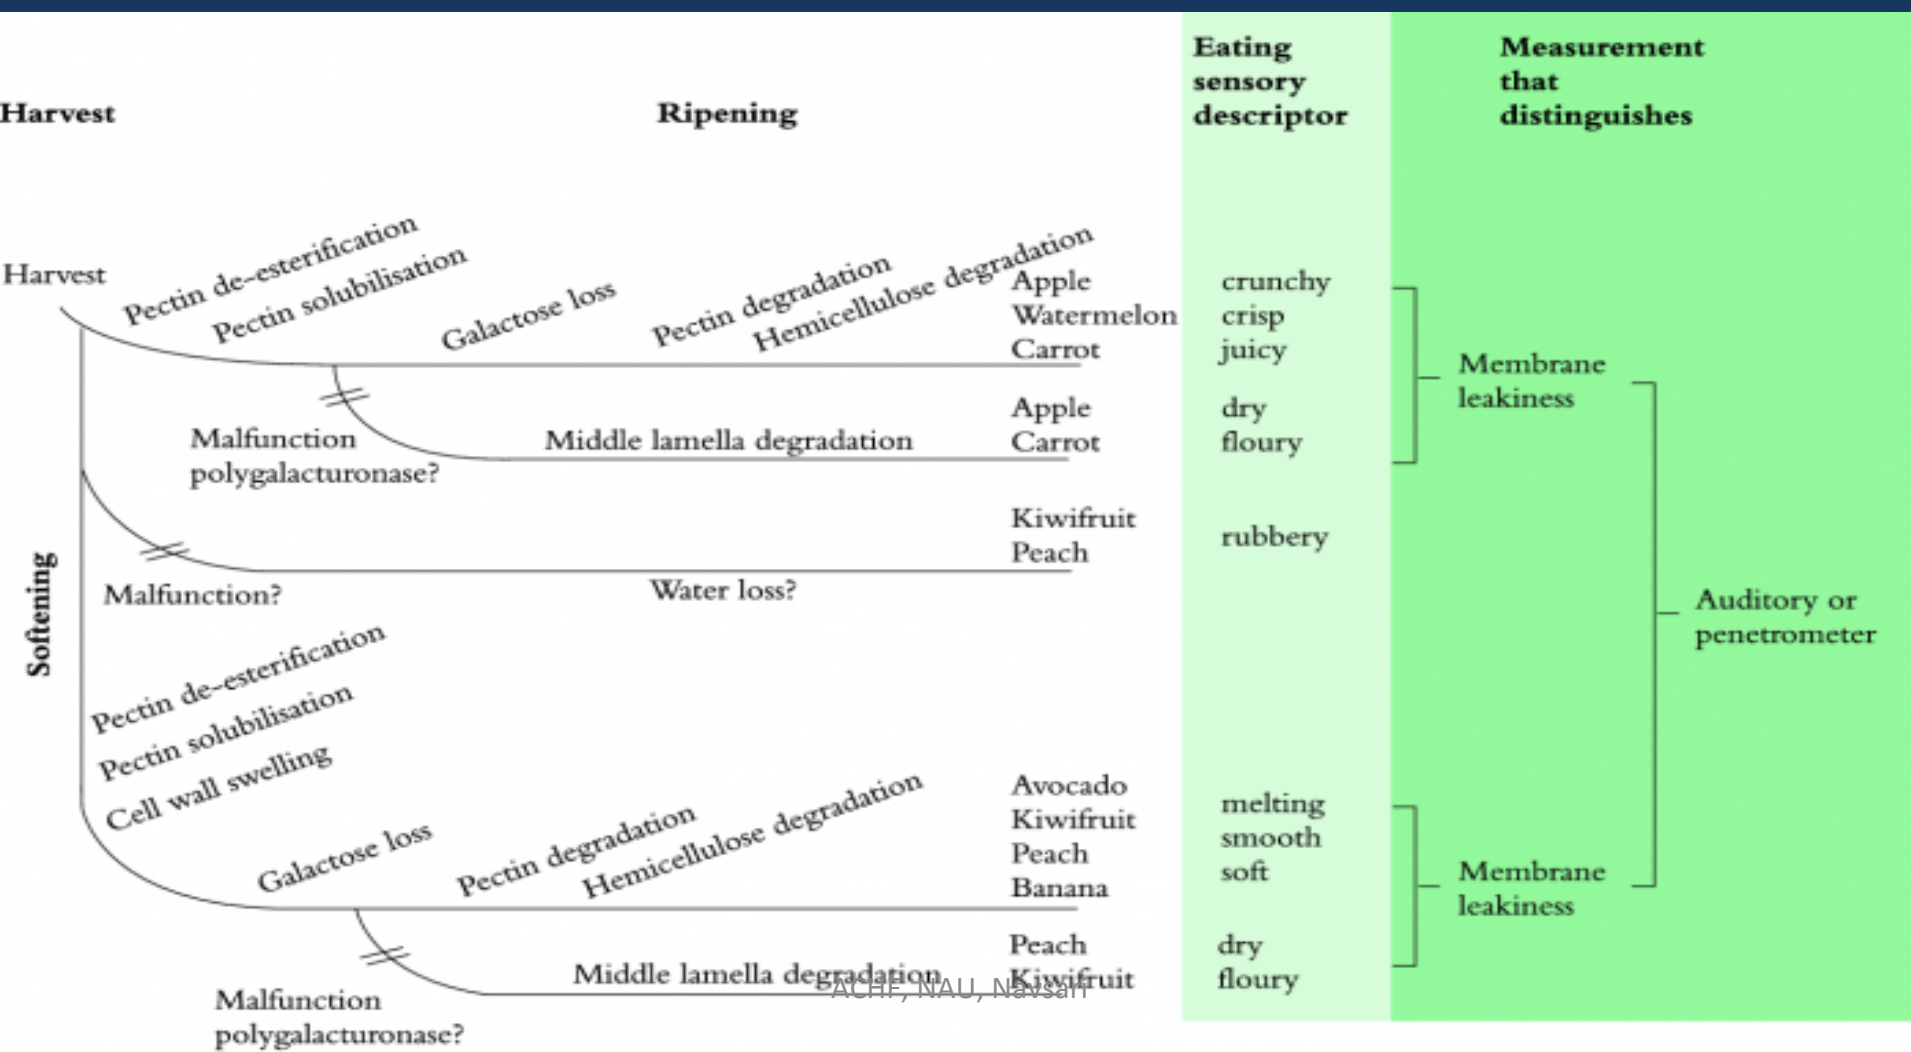 Harvest
Ripening
Eating
sensory
descriptor
Measurement
that
distinguishes
Harvest
Pectin de-esterification
Pectin solubilisation
Galactose loss
Pectin degradation
Hemicellulose degradation
Apple
Watermelon
Carrot
crunchy
crisp
juicy
Membrane
leakiness
Malfunction
polygalacturonase?
Middle lamella degradation
Apple
Carrot
dry
floury
Kiwifruit
Peach
rubbery
Malfunction?
Water loss?
Softening
Auditory or
penetrometer
Pectin de-esterification
Pectin solubilisation
Cell wall swelling
Galactose loss
Pectin degradation
Hemicellulose degradation
Avocado
Kiwifruit
Peach
Banana
melting
smooth
soft
Membrane
leakiness
Malfunction
polygalacturonase?
Middle lamella degradation
Peach
Kiwifruit
dry
floury
ACHF, NAU, Navsari